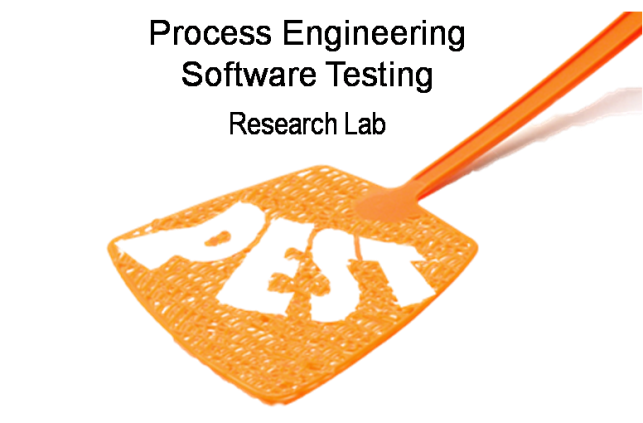 Process Engineering
Software Testing
Research Lab
PEST